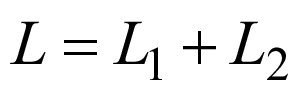 L = L₁ + L₂